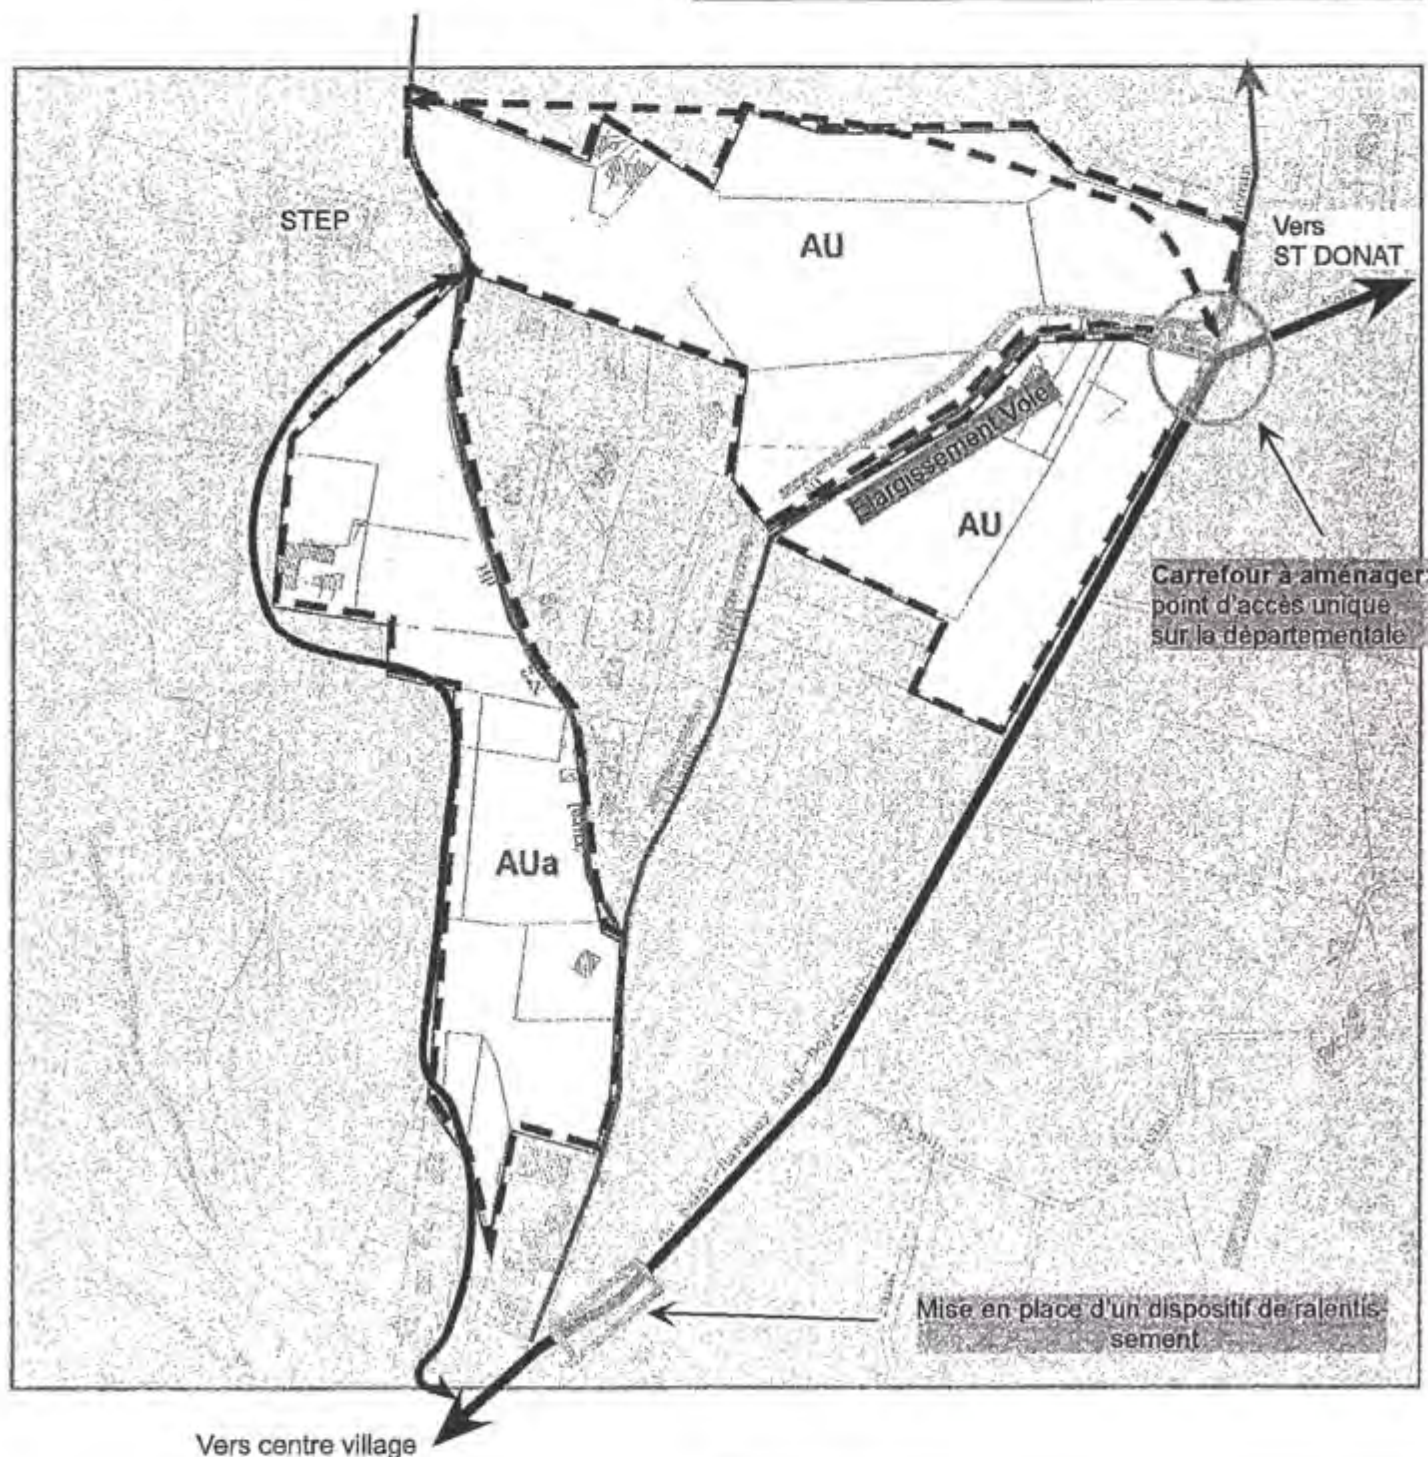 STEP
AU
Vers
ST DONAT
Elargissement Voie
AU
Carrefour à aménager
point d'accès unique
sur la départementale
AUa
Mise en place d'un dispositif de ralentis-
sement
Vers centre village